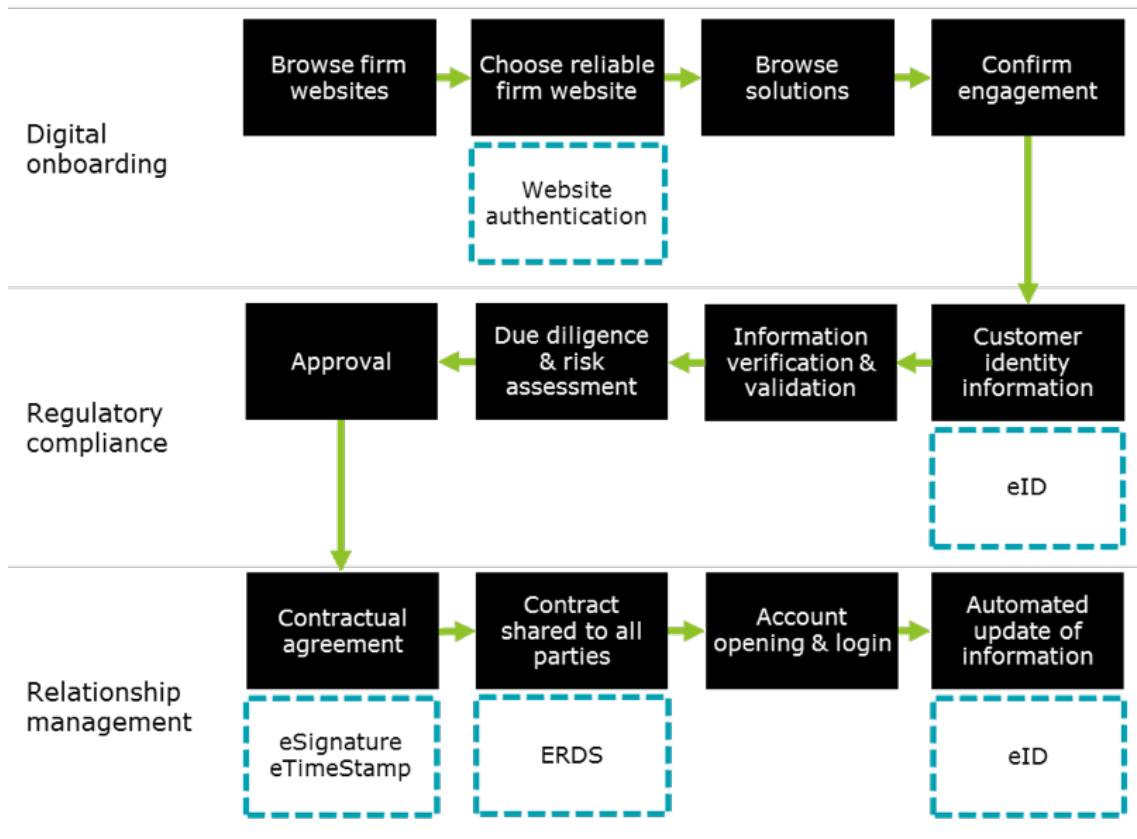 Browse firm
websites
Choose reliable
firm website
Browse
solutions
Confirm
engagement
Digital
onboarding
Website
authentication
Approval
Due diligence
& risk
assessment
Information
verification &
validation
Customer
identity
information
Regulatory
compliance
eID
Contractual
agreement
Contract
shared to all
parties
Account
opening & login
Automated
update of
information
Relationship
management
eSignature
eTimeStamp
ERDS
eID